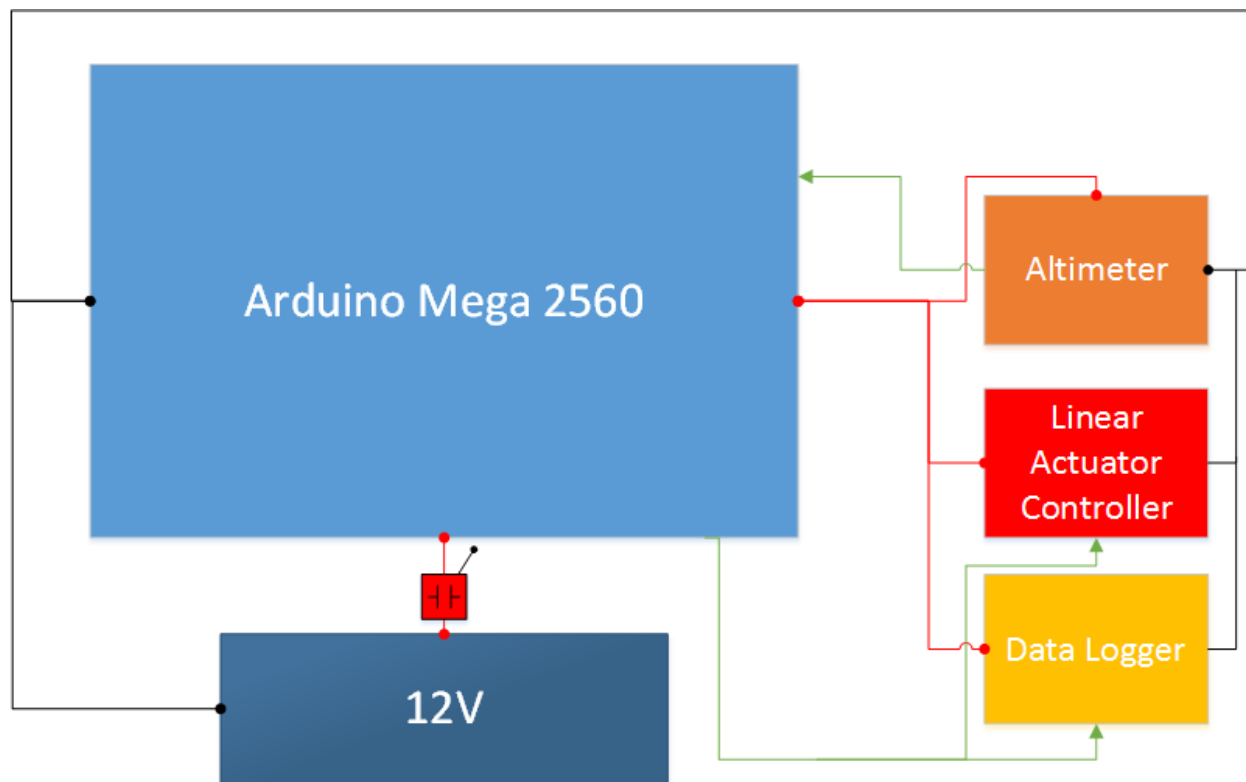 Arduino Mega 2560
Altimeter
Linear
Actuator
Controller
Data Logger
12V